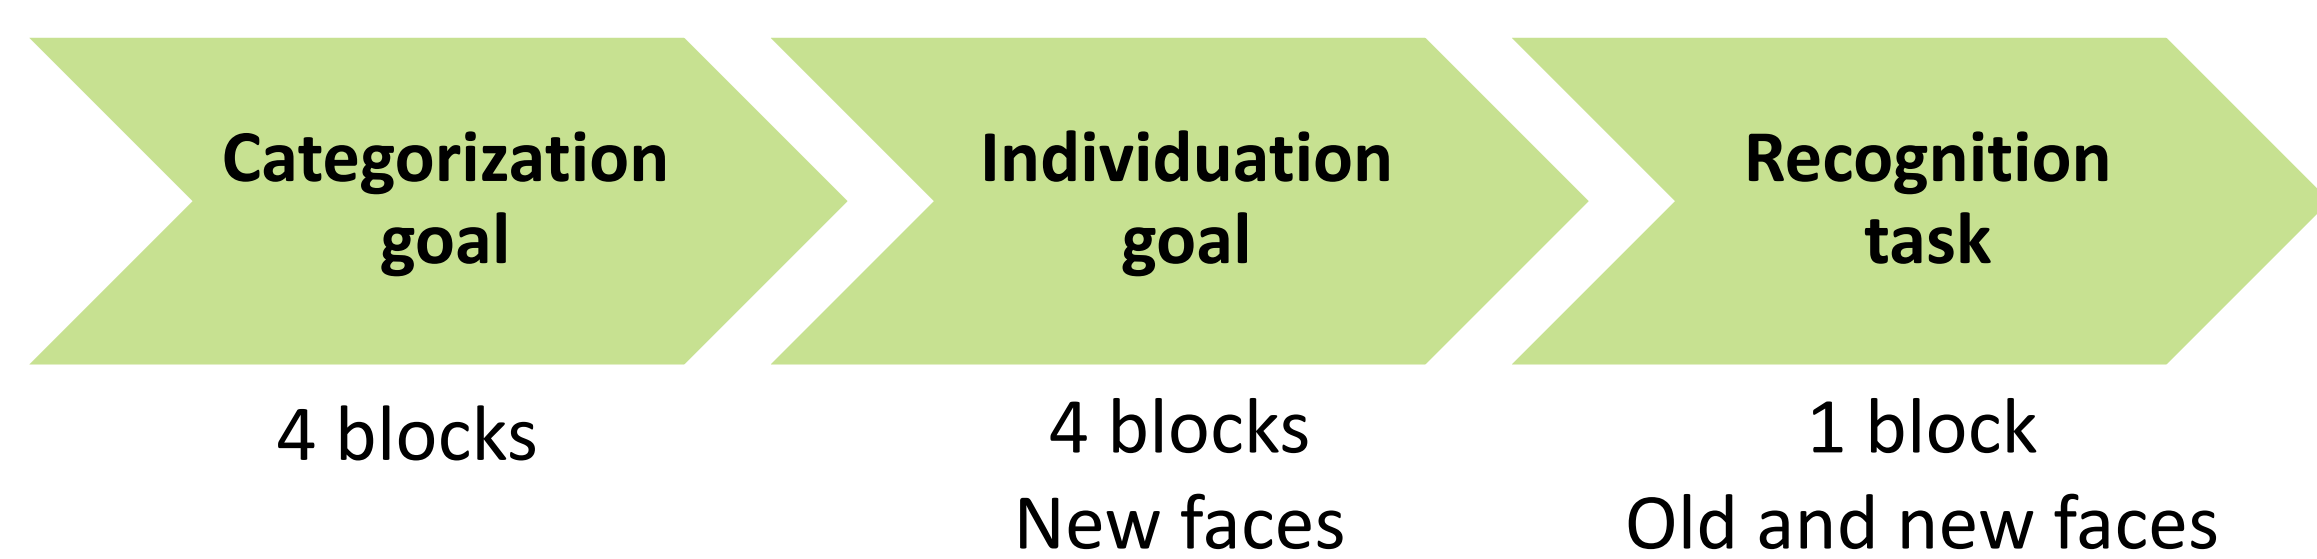 Categorization
goal
4 blocks
Individuation
goal
4 blocks
New faces
Recognition
task
1 block
Old and new faces